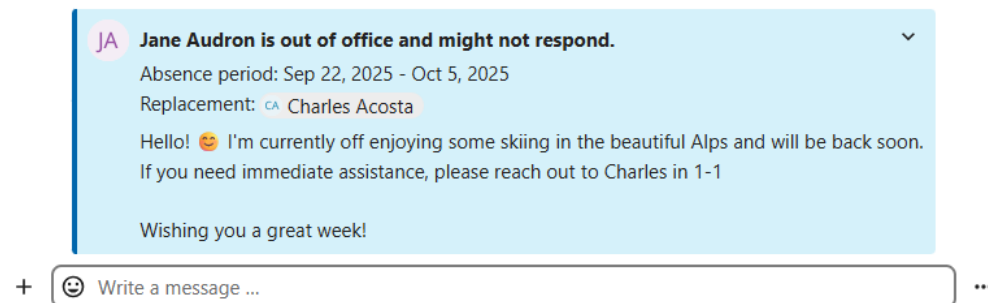 JA Jane Audron is out of office and might not respond.
Absence period: Sep 22, 2025 - Oct 5, 2025
Replacement: CA Charles Acosta
Hello! 😊 I'm currently off enjoying some skiing in the beautiful Alps and will be back soon.
If you need immediate assistance, please reach out to Charles in 1-1
Wishing you a great week!
Write a message ...